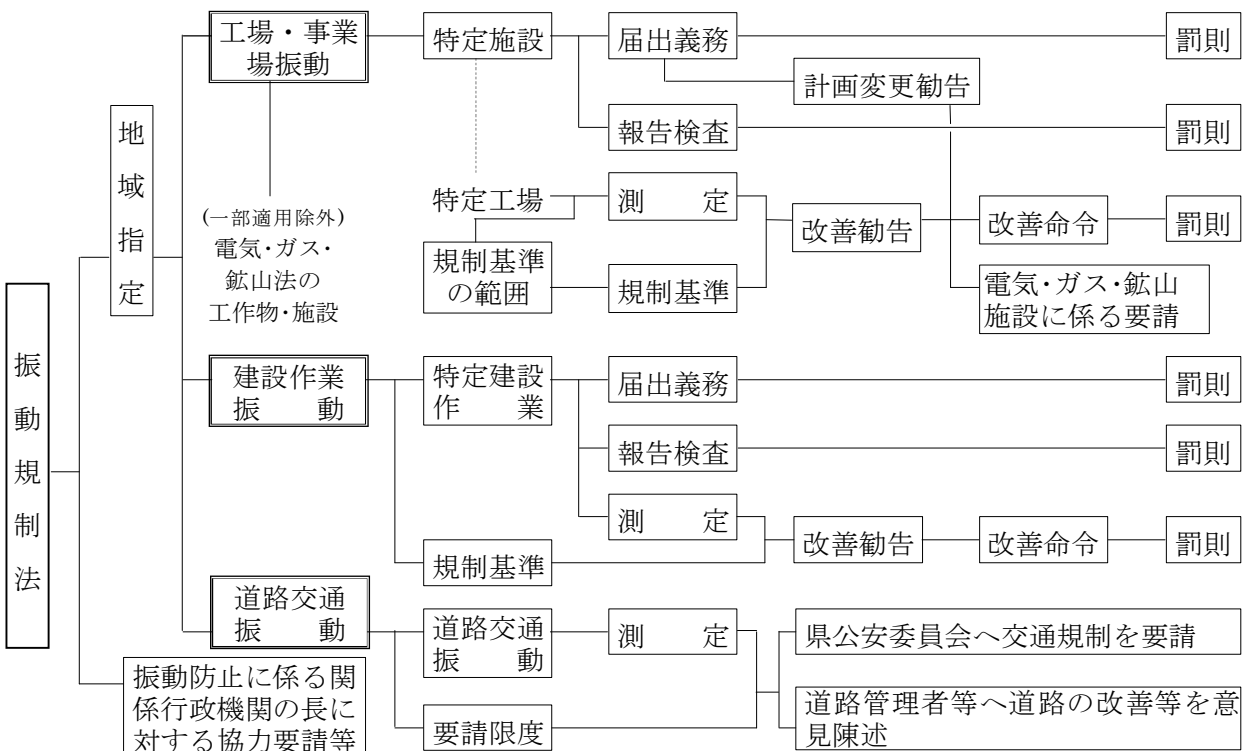 振動規制法
地域指定
工場・事業
場振動
(一部適用除外)
電気・ガス・
鉱山法の
工作物・施設
特定施設
届出義務
罰則
計画変更勧告
報告検査
罰則
特定工場
測 定
規制基準
の範囲
規制基準
改善勧告
改善命令
罰則
電気・ガス・鉱山
施設に係る要請
建設作業
振 動
特定建設
作 業
届出義務
罰則
報告検査
罰則
測 定
規制基準
改善勧告
改善命令
罰則
道路交通
振 動
道路交通
振 動
測 定
要請限度
県公安委員会へ交通規制を要請
道路管理者等へ道路の改善等を意
見陳述
振動防止に係る関
係行政機関の長に
対する協力要請等